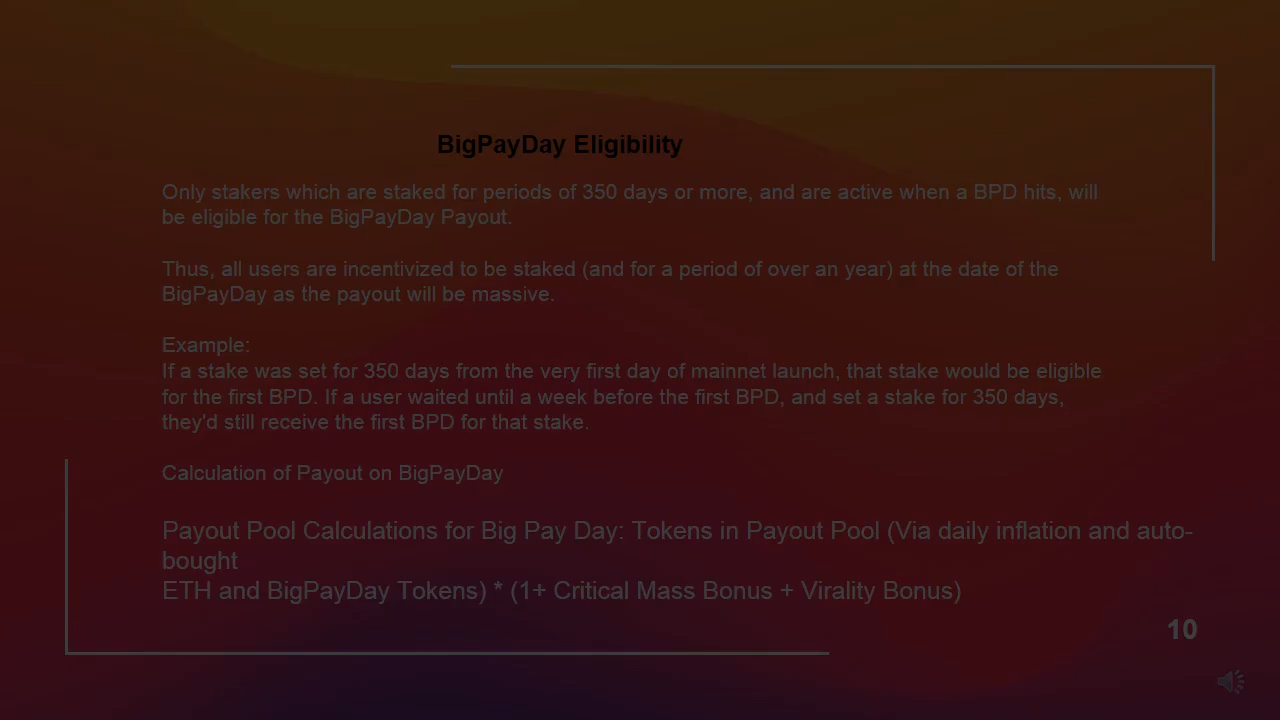 BigPayDay Eligibility
Only stakers which are staked for periods of 350 days or more, and are active when a BPD hits, will
be eligible for the BigPayDay Payout.
Thus, all users are incentivized to be staked (and for a period of over an year) at the date of the
BigPayDay as the payout will be massive.
Example:
If a stake was set for 350 days from the very first day of mainnet launch, that stake would be eligible
for the first BPD. If a user waited until a week before the first BPD, and set a stake for 350 days,
they'd still receive the first BPD for that stake.
Calculation of Payout on BigPayDay
Payout Pool Calculations for Big Pay Day: Tokens in Payout Pool (Via daily inflation and auto-
bought
ETH and BigPayDay Tokens) * (1+ Critical Mass Bonus + Virality Bonus)
10